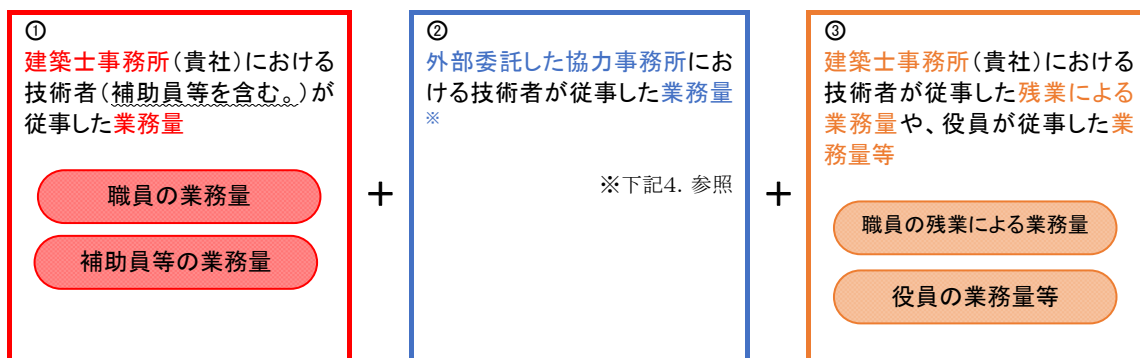 ①
建築士事務所(貴社)における
技術者(補助員等を含む。)が
従事した業務量
職員の業務量
補助員等の業務量
+
②
外部委託した協力事務所にお
ける技術者が従事した業務量
※
※下記4. 参照
+
③
建築士事務所(貴社)における
技術者が従事した残業による
業務量や、役員が従事した業
務量等
職員の残業による業務量
役員の業務量等